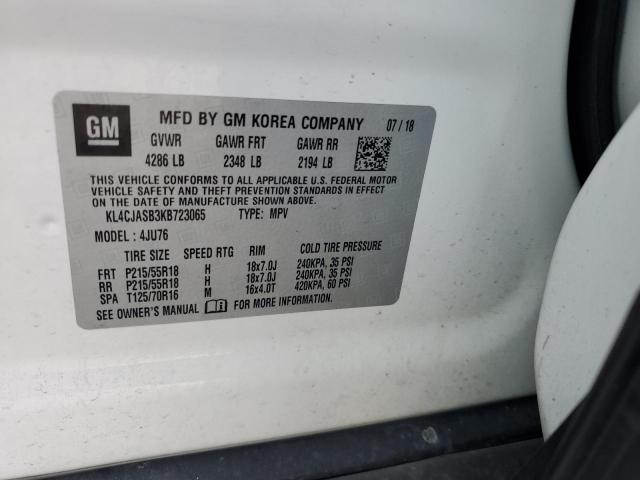 GM
MFD BY GM KOREA COMPANY 07/18
GVWR GAWR FRT GAWR RR
4286 LB 2348 LB 2194 LB
THIS VEHICLE CONFORMS TO ALL APPLICABLE U.S. FEDERAL MOTOR
VEHICLE SAFETY AND THEFT PREVENTION STANDARDS IN EFFECT
ON THE DATE OF MANUFACTURE SHOWN ABOVE.
KL4CJASB3KB723065 TYPE: MPV
MODEL: 4JU76
TIRE SIZE SPEED RTG RIM COLD TIRE PRESSURE
FRT P215/55R18 H 18x7.0J 240KPA, 35 PSI
RR P215/55R18 H 18x7.0J 240KPA, 35 PSI
SPA T125/70R16 M 16x4.0T 420KPA, 60 PSI
SEE OWNER'S MANUAL FOR MORE INFORMATION.